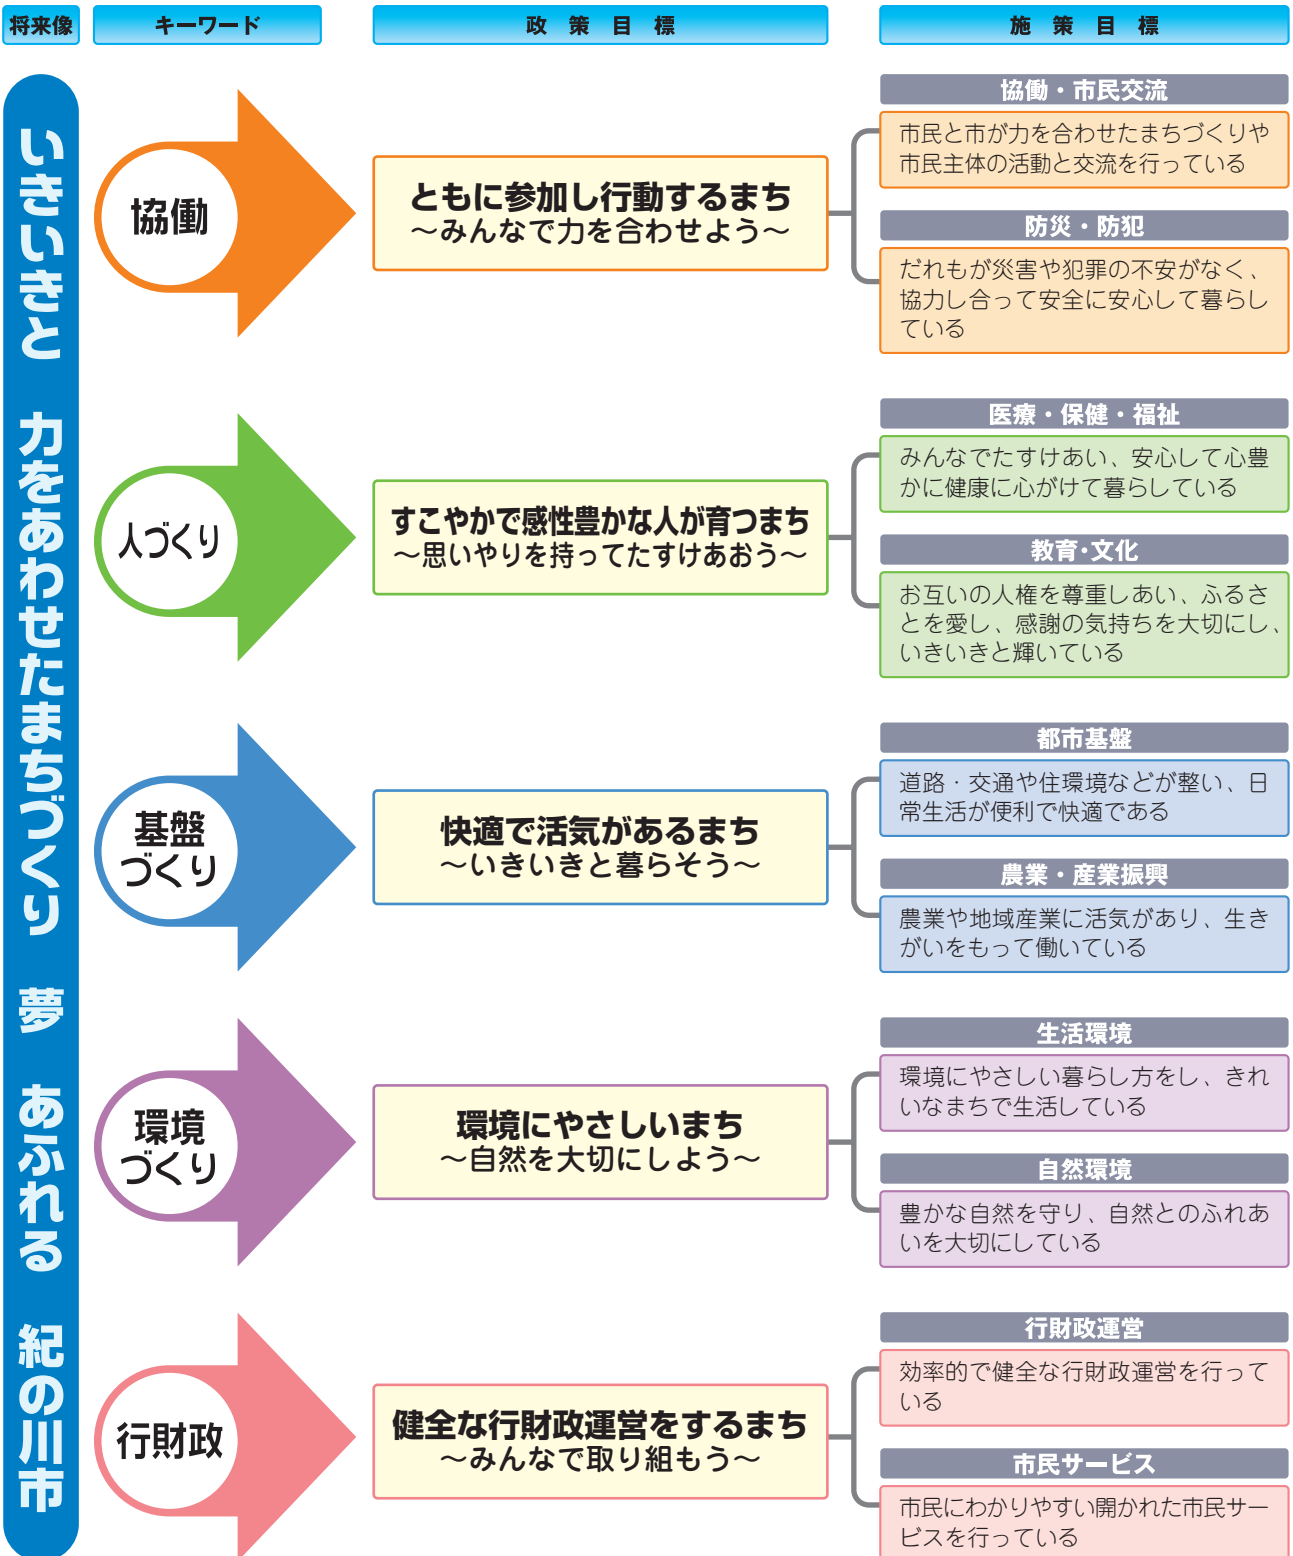 将来像
キーワード
政策目標
施策目標
いきいきと 力をあわせたまちづくり 夢 あふれる 紀の川市
協働
ともに参加し行動するまち
～みんなで力を合わせよう～
協働・市民交流
市民と市が力を合わせたまちづくりや
市民主体の活動と交流を行っている
防災・防犯
だれもが災害や犯罪の不安がなく、
協力し合って安全に安心して暮らし
ている
人づくり
すこやかで感性豊かな人が育つまち
～思いやりを持ってたすけあおう～
医療・保健・福祉
みんなでたすけあい、安心して心豊
かに健康に心がけて暮らしている
教育・文化
お互いの人権を尊重しあい、ふるさ
とを愛し、感謝の気持ちを大切にし、
いきいきと輝いている
基盤
づくり
快適で活気があるまち
～いきいきと暮らそう～
都市基盤
道路・交通や住環境などが整い、日
常生活が便利で快適である
農業・産業振興
農業や地域産業に活気があり、生き
がいをもって働いている
環境
づくり
環境にやさしいまち
～自然を大切にしよう～
生活環境
環境にやさしい暮らし方をし、きれ
いなまちで生活している
自然環境
豊かな自然を守り、自然とのふれあ
いを大切にしている
行財政
健全な行財政運営をするまち
～みんなで取り組もう～
行財政運営
効率的で健全な行財政運営を行って
いる
市民サービス
市民にわかりやすい開かれた市民サー
ビスを行っている